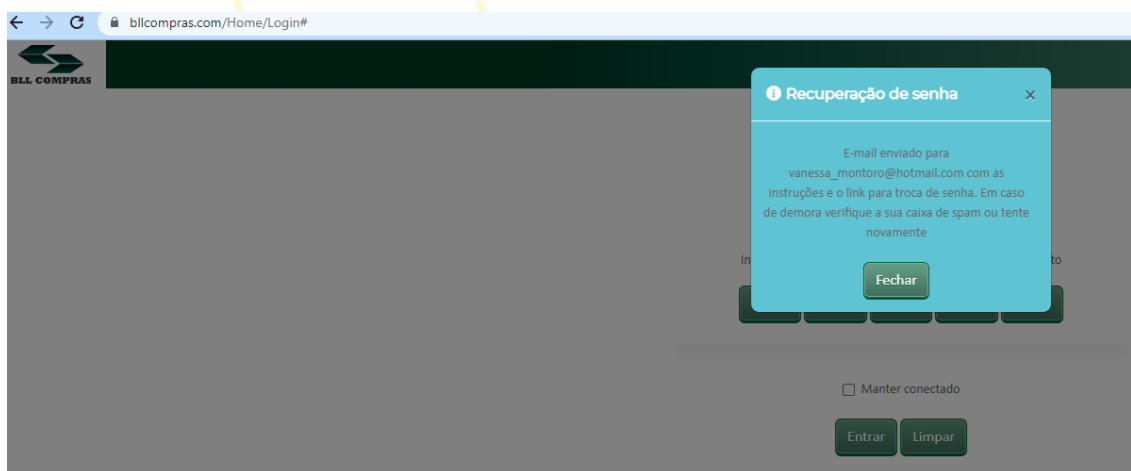 bllcompras.com/Home/Login#
BLL COMPRAS
Recuperação de senha ×
E-mail enviado para
vanessa_montoro@hotmail.com com as
instruções e o link para troca de senha. Em caso
de demora verifique a sua caixa de spam ou tente
novamente
Fechar
Manter conectado
Entrar Limpar